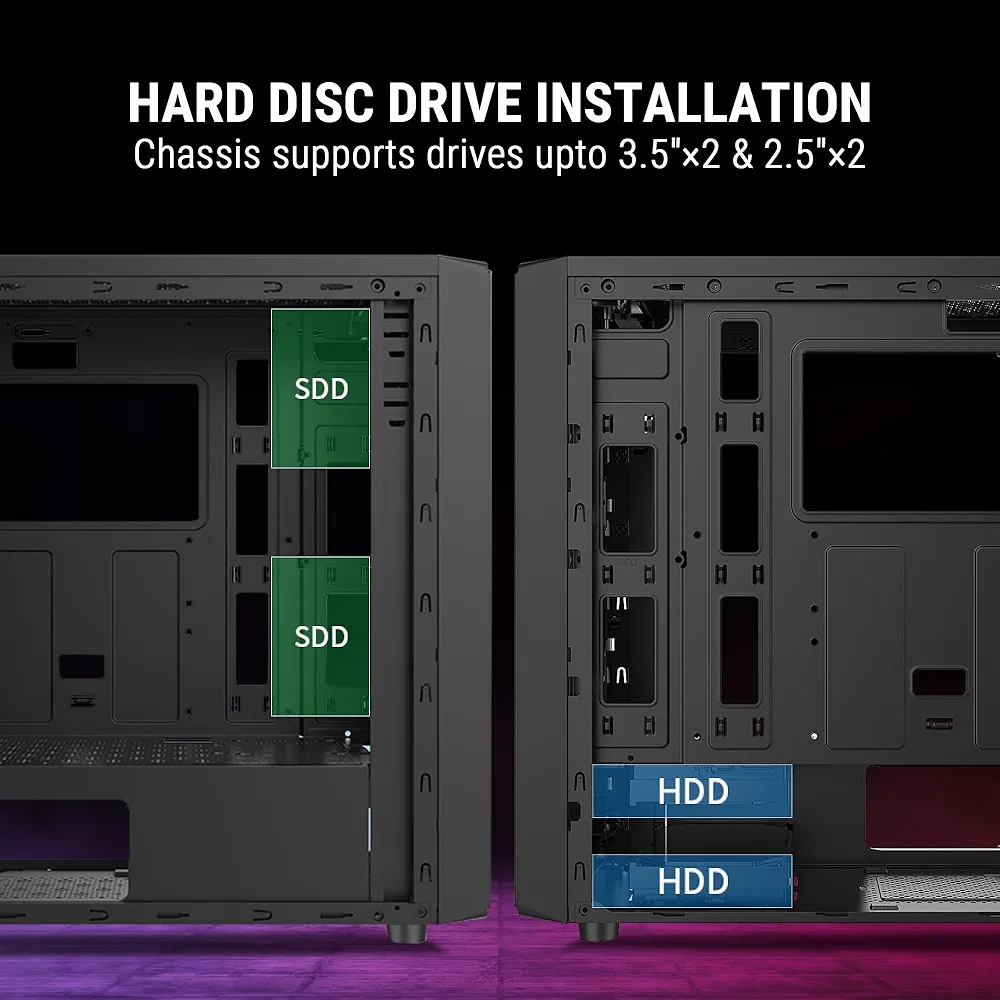 HARD DISC DRIVE INSTALLATION
Chassis supports drives upto 3.5"×2 & 2.5"×2
SDD
SDD
HDD
HDD